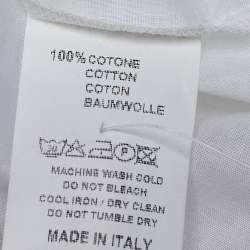 100% COTONE
COTTON
COTON
BAUMWOLLE
P
MACHINE WASH COLD
DO NOT BLEACH
COOL IRON / DRY CLEAN
DO NOT TUMBLE DRY
MADE IN ITALY